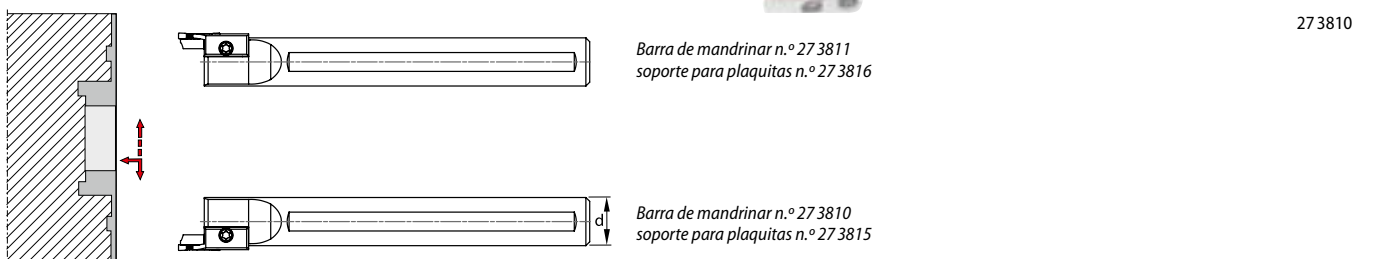 27 3810
Barra de mandrinar n.º 27 3811
soporte para plaquitas n.º 27 3816
Barra de mandrinar n.º 27 3810
soporte para plaquitas n.º 27 3815
d